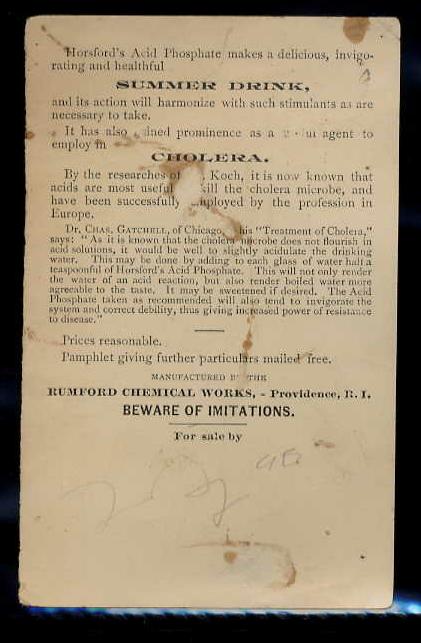 Horsford's Acid Phosphate makes a delicious, invigo-
rating and healthful
SUMMER DRINK,
and its action will harmonize with such stimulants as are
necessary to take.
It has also prominence as a agent to
employ in
CHOLERA.
By the researches of Koch, it is now known that
acids are most useful kill the cholera microbe, and
have been successfully employed by the profession in
Europe.
Dr. Chas. Gatchell, of Chicago, his "Treatment of Cholera,"
says: "As it is known that the cholera microbe does not flourish in
acid solutions, it would be well to slightly acidulate the drinking
water. This may be done by adding to each glass of water half a
teaspoonful of Horsford's Acid Phosphate. This will not only render
the water of an acid reaction, but also render boiled water more
agreeable to the taste. It may be sweetened if desired. The Acid
Phosphate taken as recommended will also tend to invigorate the
system and correct debility, thus giving increased power of resistance
to disease."
Prices reasonable.
Pamphlet giving further particulars mailed free.
MANUFACTURED BY THE
RUMFORD CHEMICAL WORKS, - Providence, R. I.
BEWARE OF IMITATIONS.
For sale by